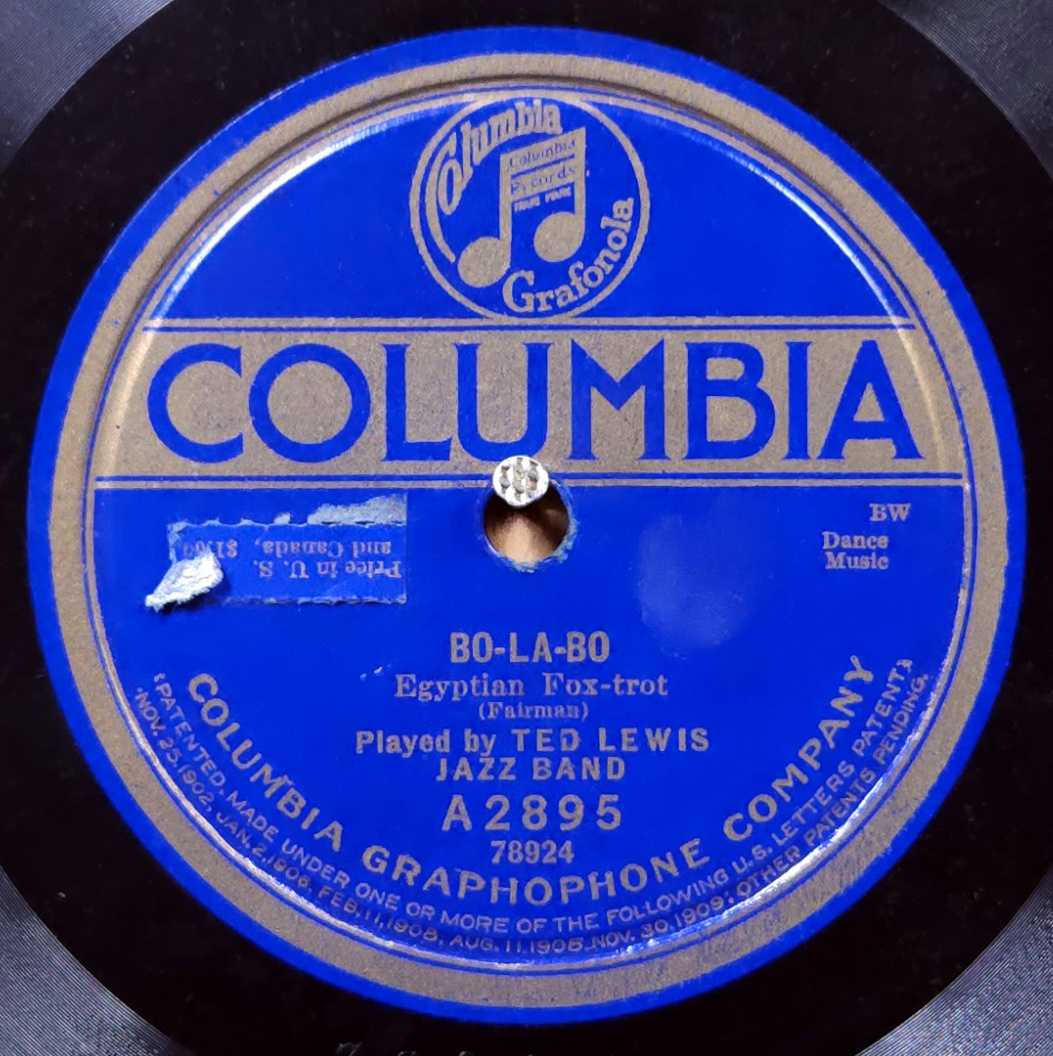 Columbia
Columbia
Records
TRADE MARK
Grafonola
COLUMBIA
BW
Dance
Music
Price in U. S.
and Canada,
BO-LA-BO
Egyptian Fox-trot
(Fairman)
Played by TED LEWIS
JAZZ BAND
A2895
78924
COLUMBIA GRAPHOPHONE COMPANY
PATENTED. MADE UNDER ONE OR MORE OF THE FOLLOWING U.S. LETTERS PATENT:
NOV. 25, 1902, JAN. 2, 1906, FEB. 11, 1908, AUG. 11, 1908, NOV. 30, 1909; OTHER PATENTS PENDING.